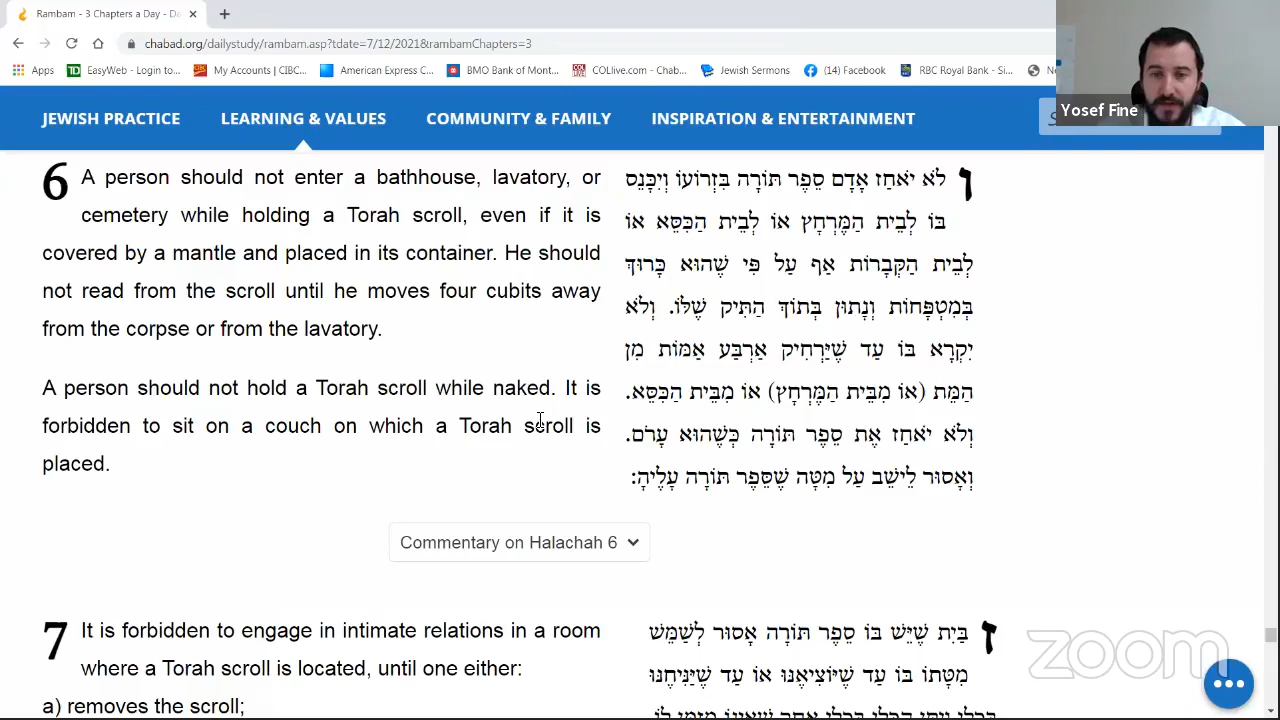 Rambam - 3 Chapters a Day - D
chabad.org/dailystudy/rambam.asp?tdate=7/12/2021&rambamChapters=3
Apps EasyWeb - Login to... My Accounts | CIBC... American Express C... BMO Bank of Mont... COLlive.com - Chab... Jewish Sermon (14) Facebook RBC Royal Bank - Si...
Yosef Fine
JEWISH PRACTICE LEARNING & VALUES COMMUNITY & FAMILY INSPIRATION & ENTERTAINMENT
6 A person should not enter a bathhouse, lavatory, or
cemetery while holding a Torah scroll, even if it is
covered by a mantle and placed in its container. He should
not read from the scroll until he moves four cubits away
from the corpse or from the lavatory.
A person should not hold a Torah scroll while naked. It is
forbidden to sit on a couch on which a Torah scroll is
placed.
ו לֹא יֹאחַז אָדָם סֵפֶר תּוֹרָה בִּזְרוֹעוֹ וְיִכָּנֵס
בּוֹ לְבֵית הַמֶּרְחָץ אוֹ לְבֵית הַכִּסֵּא אוֹ
לְבֵית הַקְּבָרוֹת אַף עַל פִּי שֶׁהוּא כָּרוּךְ
בְּמִטְפָּחוֹת וְנָתוּן בְּתוֹךְ הַתִּיק שֶׁלּוֹ. וְלֹא
יִקְרָא בּוֹ עַד שֶׁיַּרְחִיק אַרְבַּע אַמּוֹת מִן
הַמֵּת (אוֹ מִבֵּית הַמֶּרְחָץ) אוֹ מִבֵּית הַכִּסֵּא.
וְלֹא יֹאחַז אֶת סֵפֶר תּוֹרָה כְּשֶׁהוּא עָרֹם.
וְאָסוּר לֵישֵׁב עַל מִטָּה שֶׁסֵּפֶר תּוֹרָה עָלֶיהָ:
Commentary on Halachah 6
7 It is forbidden to engage in intimate relations in a room
where a Torah scroll is located, until one either:
a) removes the scroll;
ז בַּיִת שֶׁיֵּשׁ בּוֹ סֵפֶר תּוֹרָה אָסוּר לְשַׁמֵּשׁ
מִטָּתוֹ בּוֹ עַד שֶׁיּוֹצִיאֶנּוּ אוֹ עַד שֶׁיַּנִּיחֶנּוּ
zoom